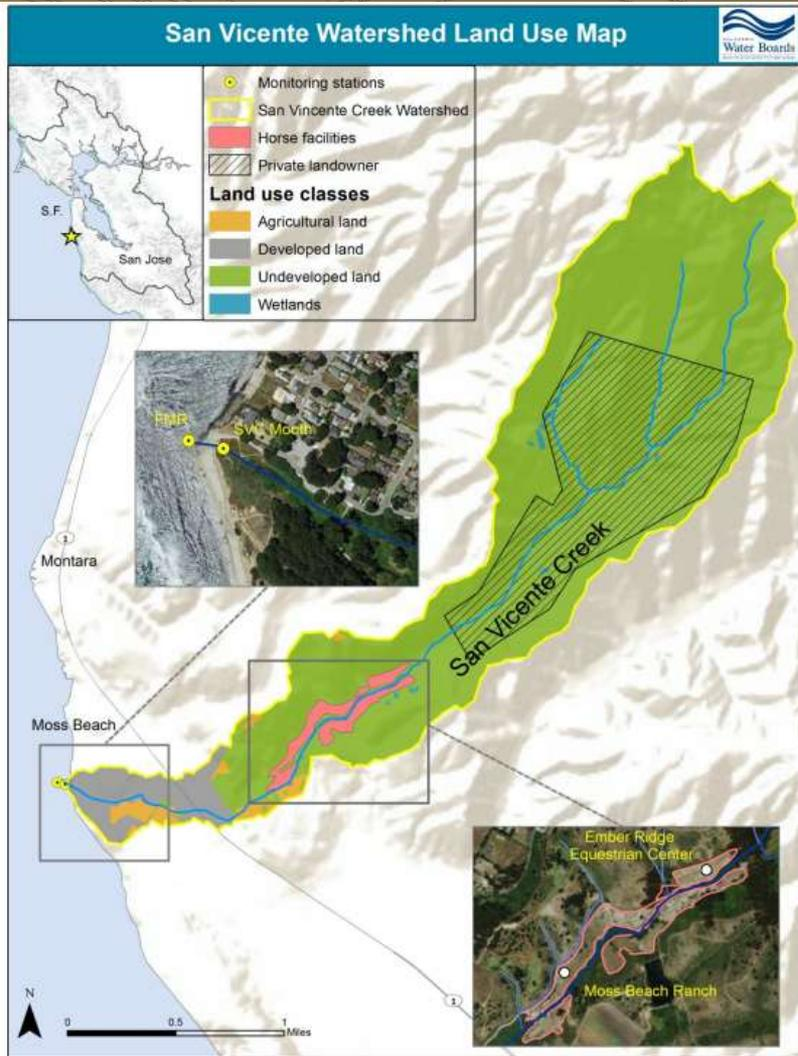 San Vicente Watershed Land Use Map
Water Boards
S.F.
San Jose
Monitoring stations
San Vincente Creek Watershed
Horse facilities
Private landowner
Land use classes
Agricultural land
Developed land
Undeveloped land
Wetlands
FMR
SVC Mouth
1
Montara
San Vicente Creek
Moss Beach
Ember Ridge
Equestrian Center
Moss Beach Ranch
1
N
0 0.5 1
Miles